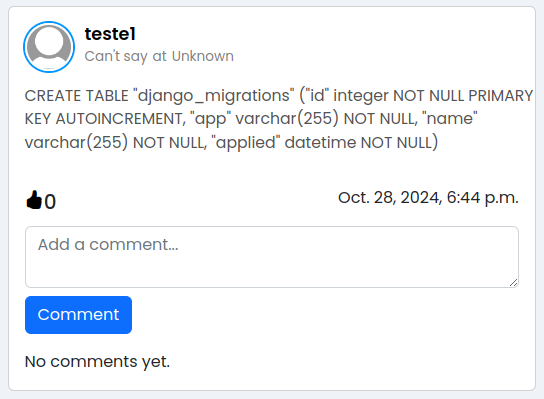 teste1
Can't say at Unknown
CREATE TABLE "django_migrations" ("id" integer NOT NULL PRIMARY
KEY AUTOINCREMENT, "app" varchar(255) NOT NULL, "name"
varchar(255) NOT NULL, "applied" datetime NOT NULL)
0
Oct. 28, 2024, 6:44 p.m.
Add a comment...
Comment
No comments yet.